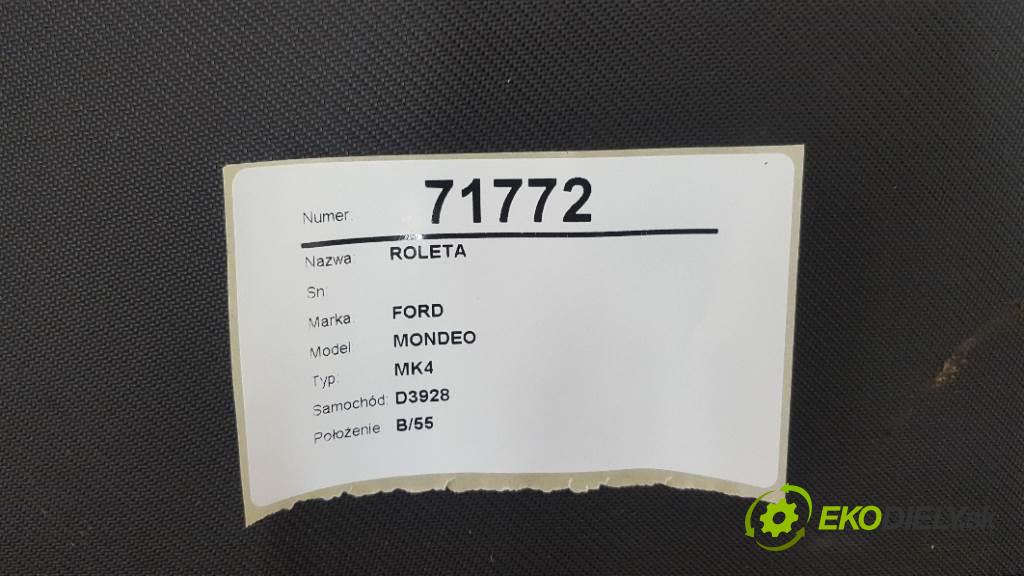 Numer: 71772
Nazwa ROLETA
Sn
Marka FORD
Model MONDEO
Typ: MK4
Samochód: D3928
Położenie B/55
EKODIELY.sk